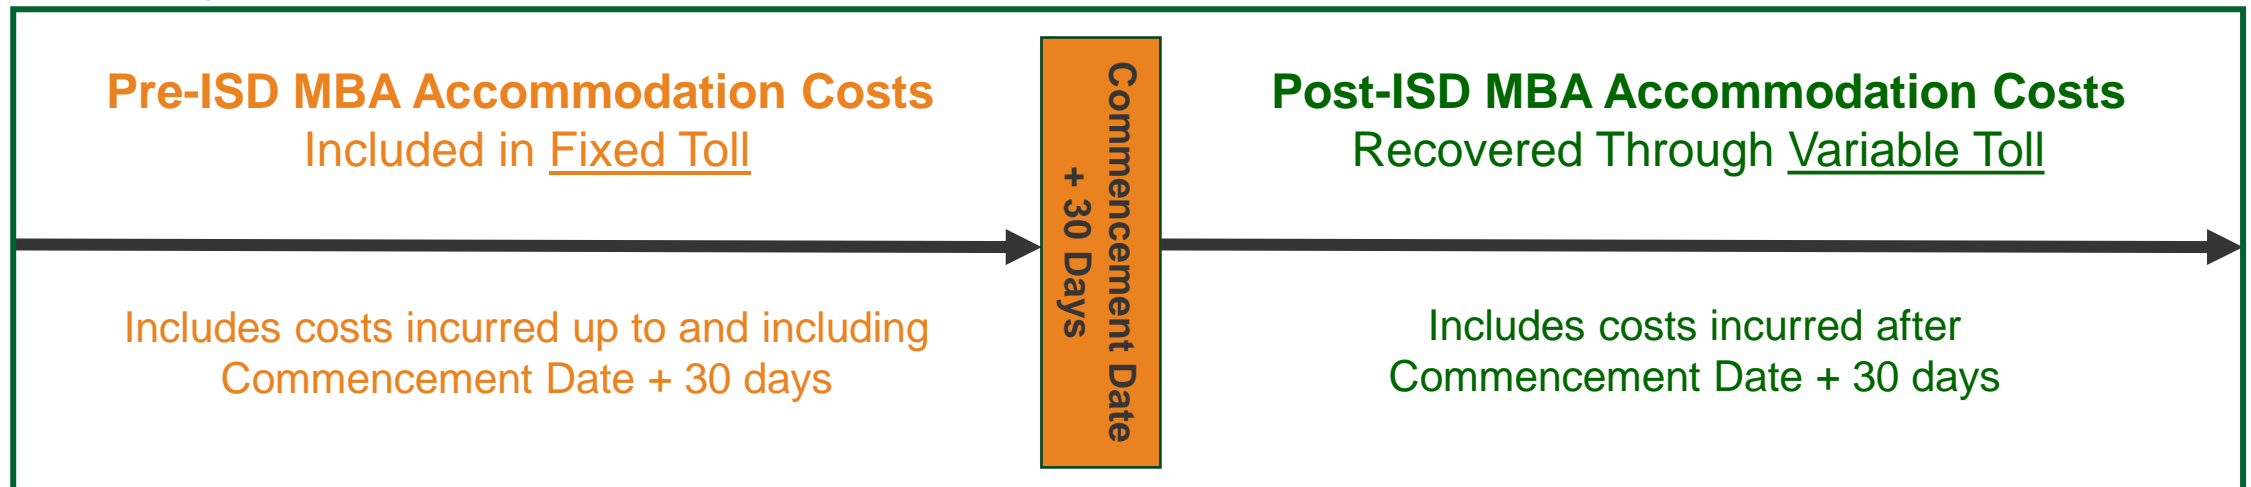 Pre-ISD MBA Accommodation Costs
Included in Fixed Toll
Includes costs incurred up to and including
Commencement Date + 30 days
Commencement Date
+ 30 Days
Post-ISD MBA Accommodation Costs
Recovered Through Variable Toll
Includes costs incurred after
Commencement Date + 30 days